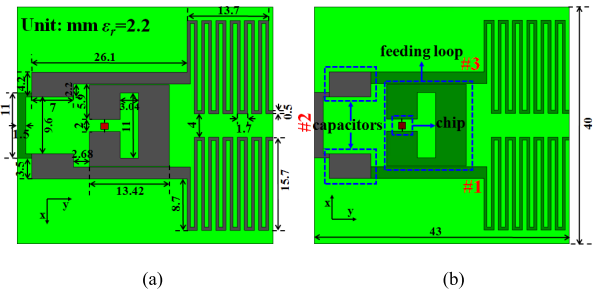 Unit: mm εr=2.2
13.7
26.1
4.2
2.2
5.9
3.04
11
7
9.6
2
11
4
1.7
0.5
2.68
3.5
13.42
8.7
15.7
x
y
(a)
feeding loop
#3
#2
capacitors
chip
#1
40
43
x
y
(b)